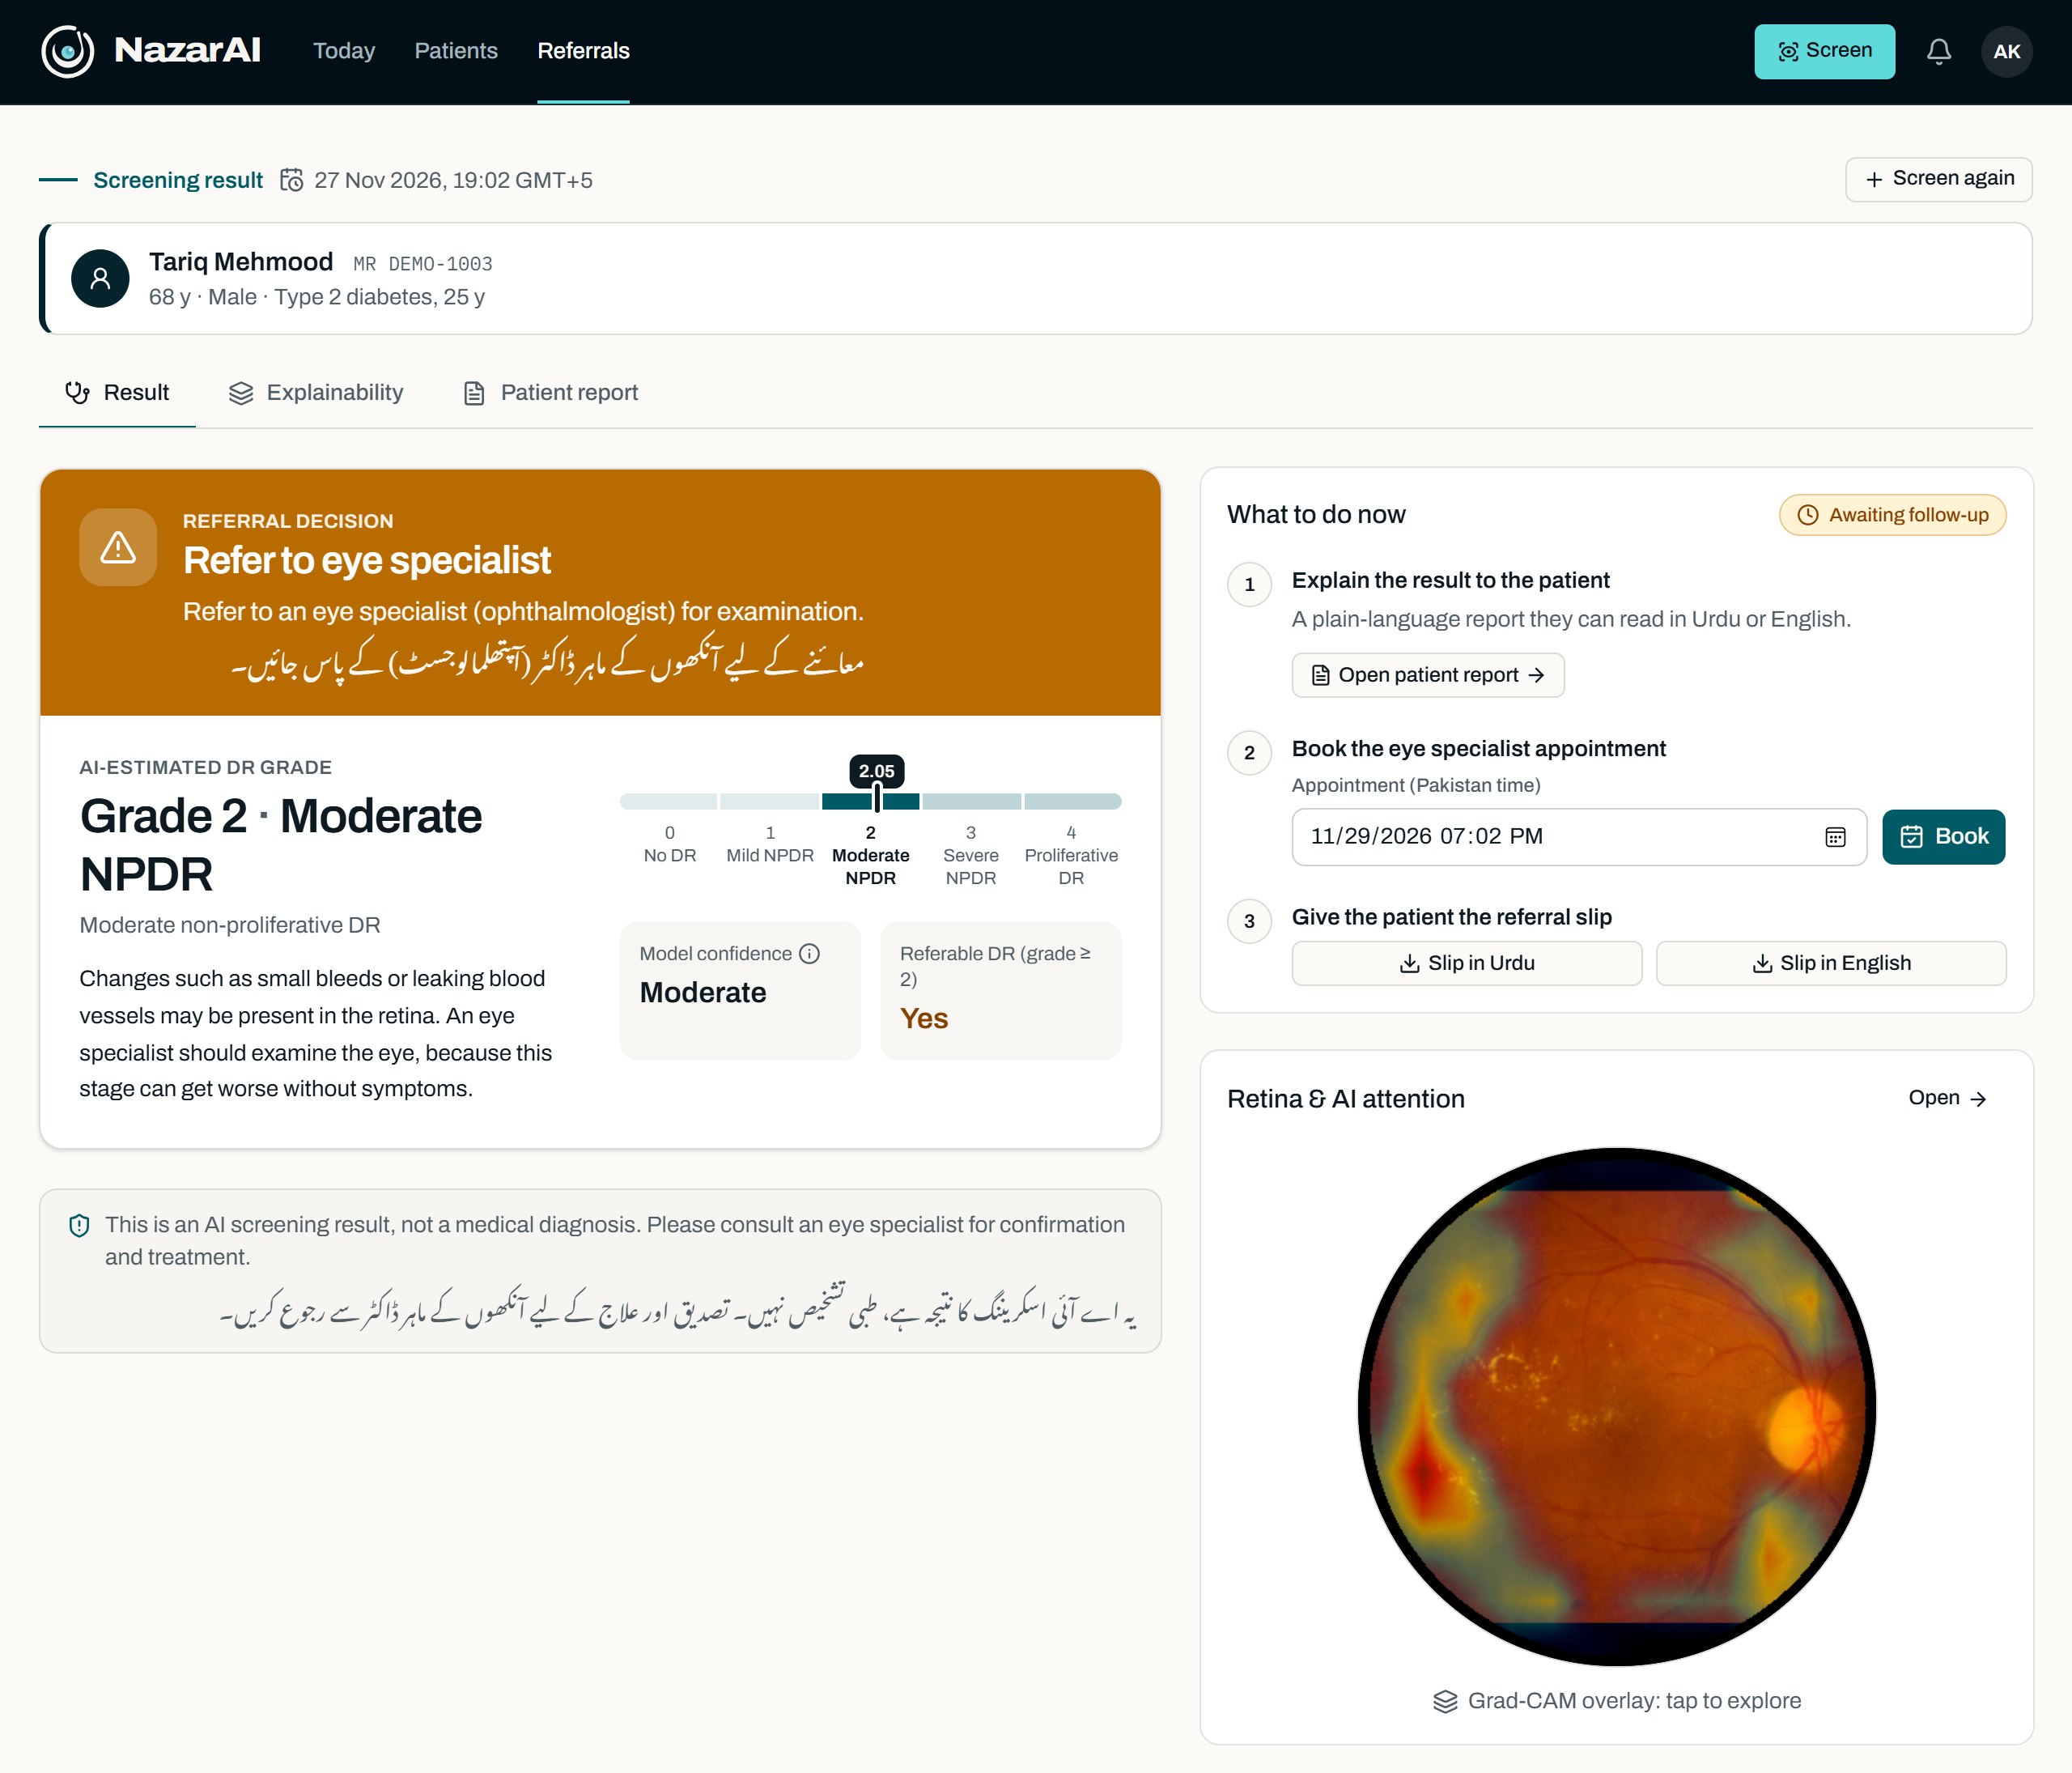 NazarAI
Today
Patients
Referrals
Screen
AK
Screening result
27 Nov 2026, 19:02 GMT+5
Screen again
Tariq Mehmood MR DEMO-1003
68 y · Male · Type 2 diabetes, 25 y
Result
Explainability
Patient report
REFERRAL DECISION
Refer to eye specialist
Refer to an eye specialist (ophthalmologist) for examination.
معائنے کے لیے آنکھوں کے ماہر ڈاکٹر (آپتھلمالوجسٹ) کے پاس جائیں۔
AI-ESTIMATED DR GRADE
Grade 2 · Moderate
NPDR
Moderate non-proliferative DR
Changes such as small bleeds or leaking blood
vessels may be present in the retina. An eye
specialist should examine the eye, because this
stage can get worse without symptoms.
2.05
0
No DR
1
Mild NPDR
2
Moderate
NPDR
3
Severe
NPDR
4
Proliferative
DR
Model confidence
Moderate
Referable DR (grade ≥
2)
Yes
This is an AI screening result, not a medical diagnosis. Please consult an eye specialist for confirmation
and treatment.
یہ اے آئی اسکریننگ کا نتیجہ ہے، طبی تشخیص نہیں۔ تصدیق اور علاج کے لیے آنکھوں کے ماہر ڈاکٹر سے رجوع کریں۔
What to do now
Awaiting follow-up
1
Explain the result to the patient
A plain-language report they can read in Urdu or English.
Open patient report
2
Book the eye specialist appointment
Appointment (Pakistan time)
11/29/2026 07:02 PM
Book
3
Give the patient the referral slip
Slip in Urdu
Slip in English
Retina & AI attention
Open
Grad-CAM overlay: tap to explore